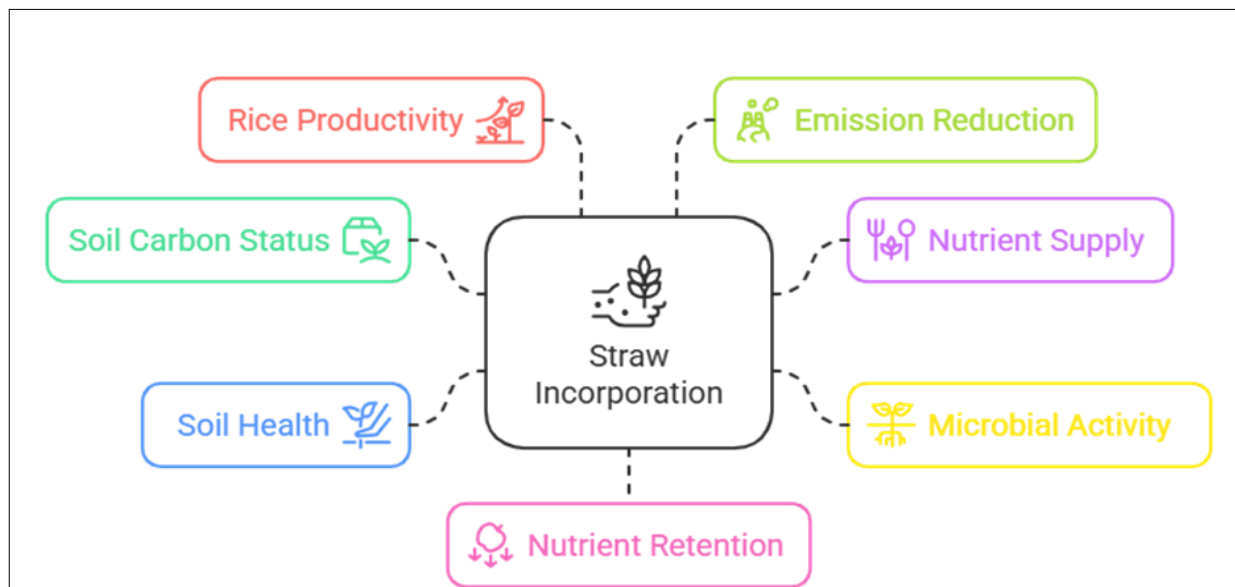 Rice Productivity
Emission Reduction
Soil Carbon Status
Nutrient Supply
Straw
Incorporation
Soil Health
Microbial Activity
Nutrient Retention